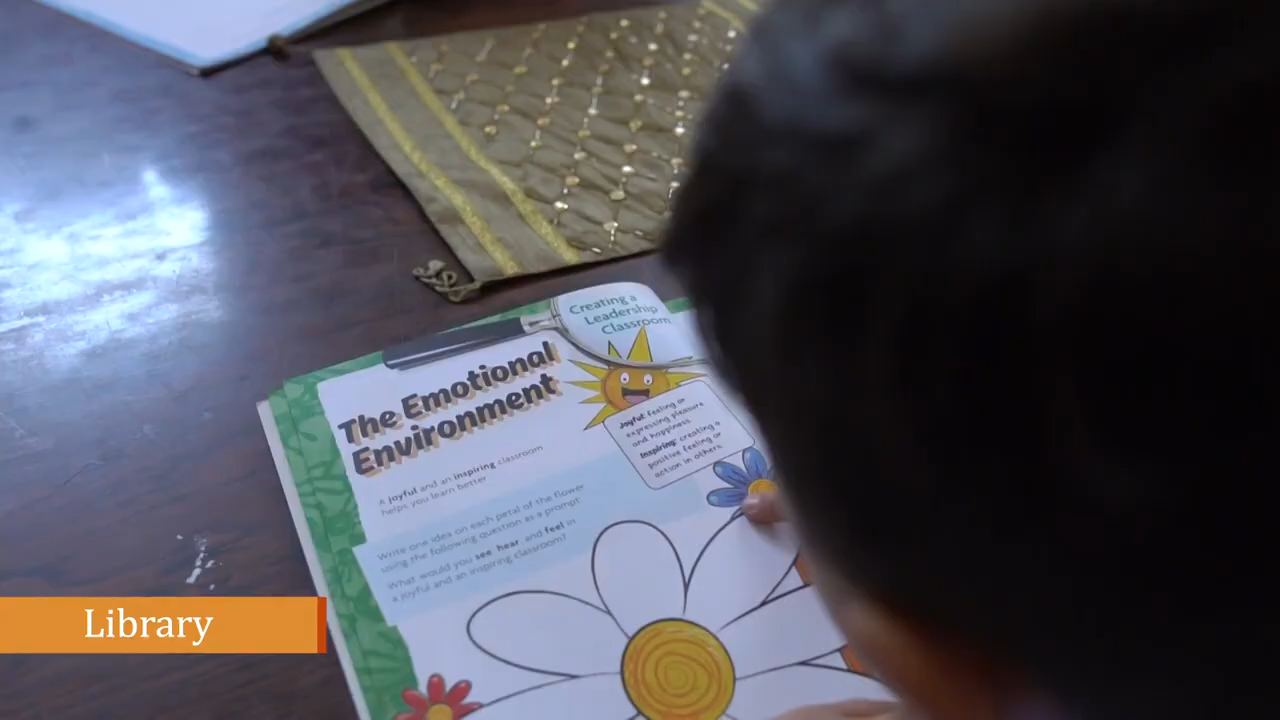 Creating a
Leadership
Classroom
The Emotional
Environment
Joyful: feeling or
expressing pleasure
and happiness.
Inspiring: creating a
positive feeling or
action in others.
A joyful and an inspiring classroom
helps you learn better.
Write one idea on each petal of the flower
using the following question as a prompt:
What would you see, hear, and feel in
a joyful and an inspiring classroom?
Library